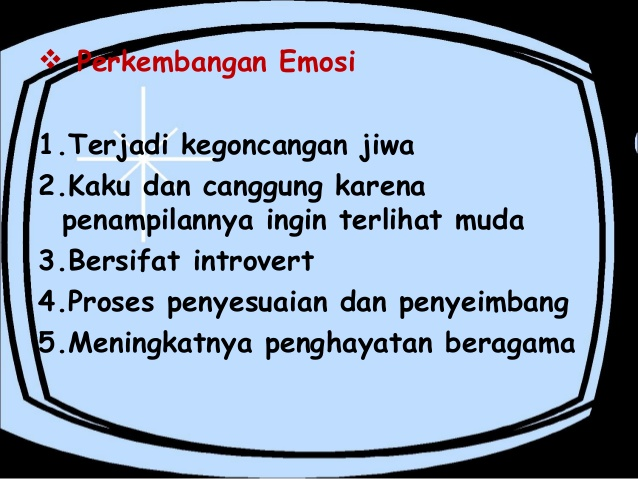 ❖ Perkembangan Emosi
1.Terjadi kegoncangan jiwa
2.Kaku dan canggung karena
penampilannya ingin terlihat muda
3.Bersifat introvert
4.Proses penyesuaian dan penyeimbang
5.Meningkatnya penghayatan beragama